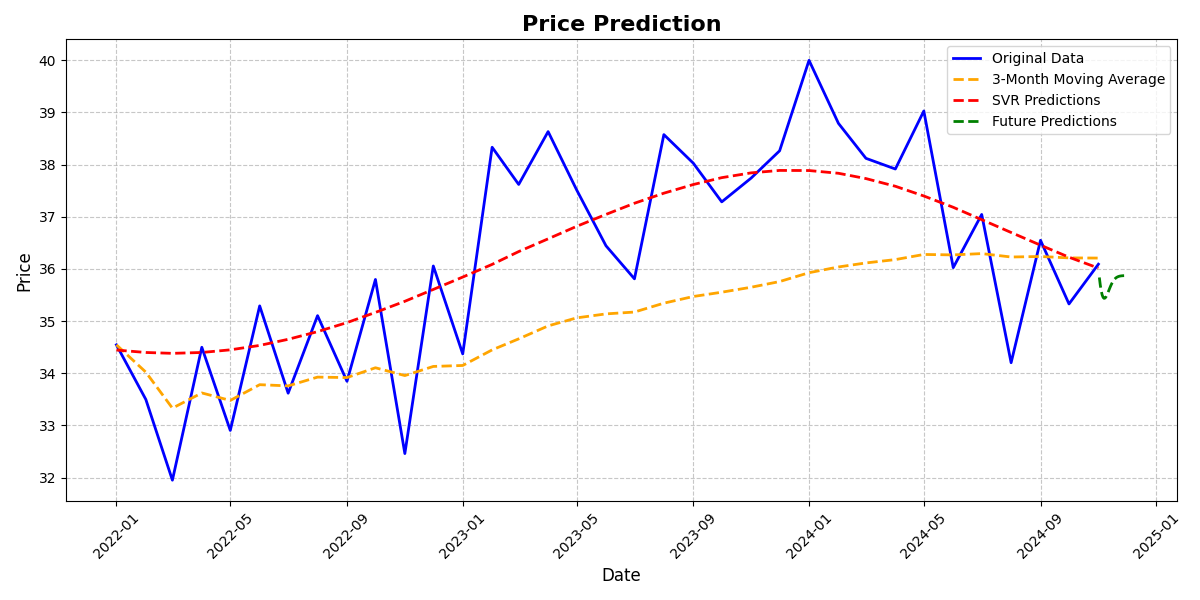 Price Prediction
Original Data
3-Month Moving Average
SVR Predictions
Future Predictions
Price
40
39
38
37
36
35
34
33
32
2022-01
2022-05
2022-09
2023-01
2023-05
2023-09
2024-01
2024-05
2024-09
2025-01
Date